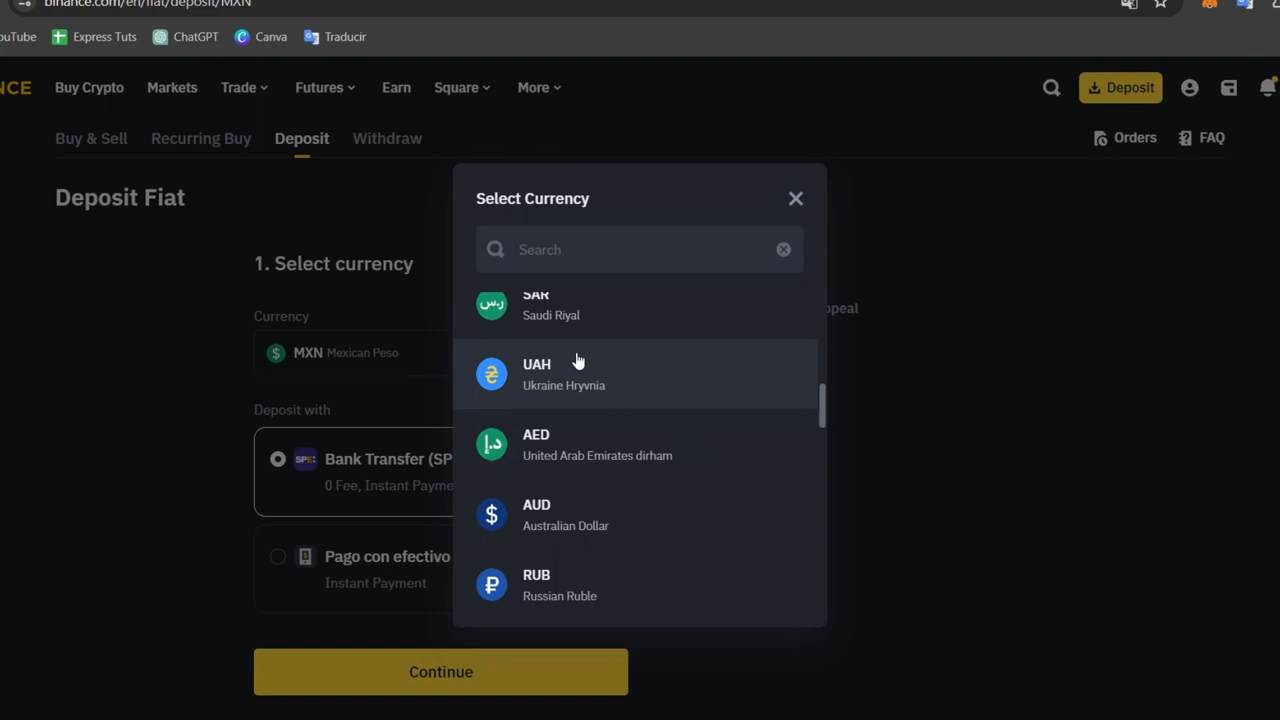 binance.com/en/fiat/deposit/MXN
ouTube Express Tuts ChatGPT Canva Traducir
NCE Buy Crypto Markets Trade Futures Earn Square More Deposit
Buy & Sell Recurring Buy Deposit Withdraw Orders FAQ
Deposit Fiat
Select Currency
Search
1. Select currency
Currency
$ MXN Mexican Peso
Deposit with
SPEI Bank Transfer (SP
0 Fee, Instant Payme
Pago con efectivo
Instant Payment
Continue
ر.س SAR
Saudi Riyal
₴ UAH
Ukraine Hryvnia
د.إ AED
United Arab Emirates dirham
$ AUD
Australian Dollar
₽ RUB
Russian Ruble
ppeal